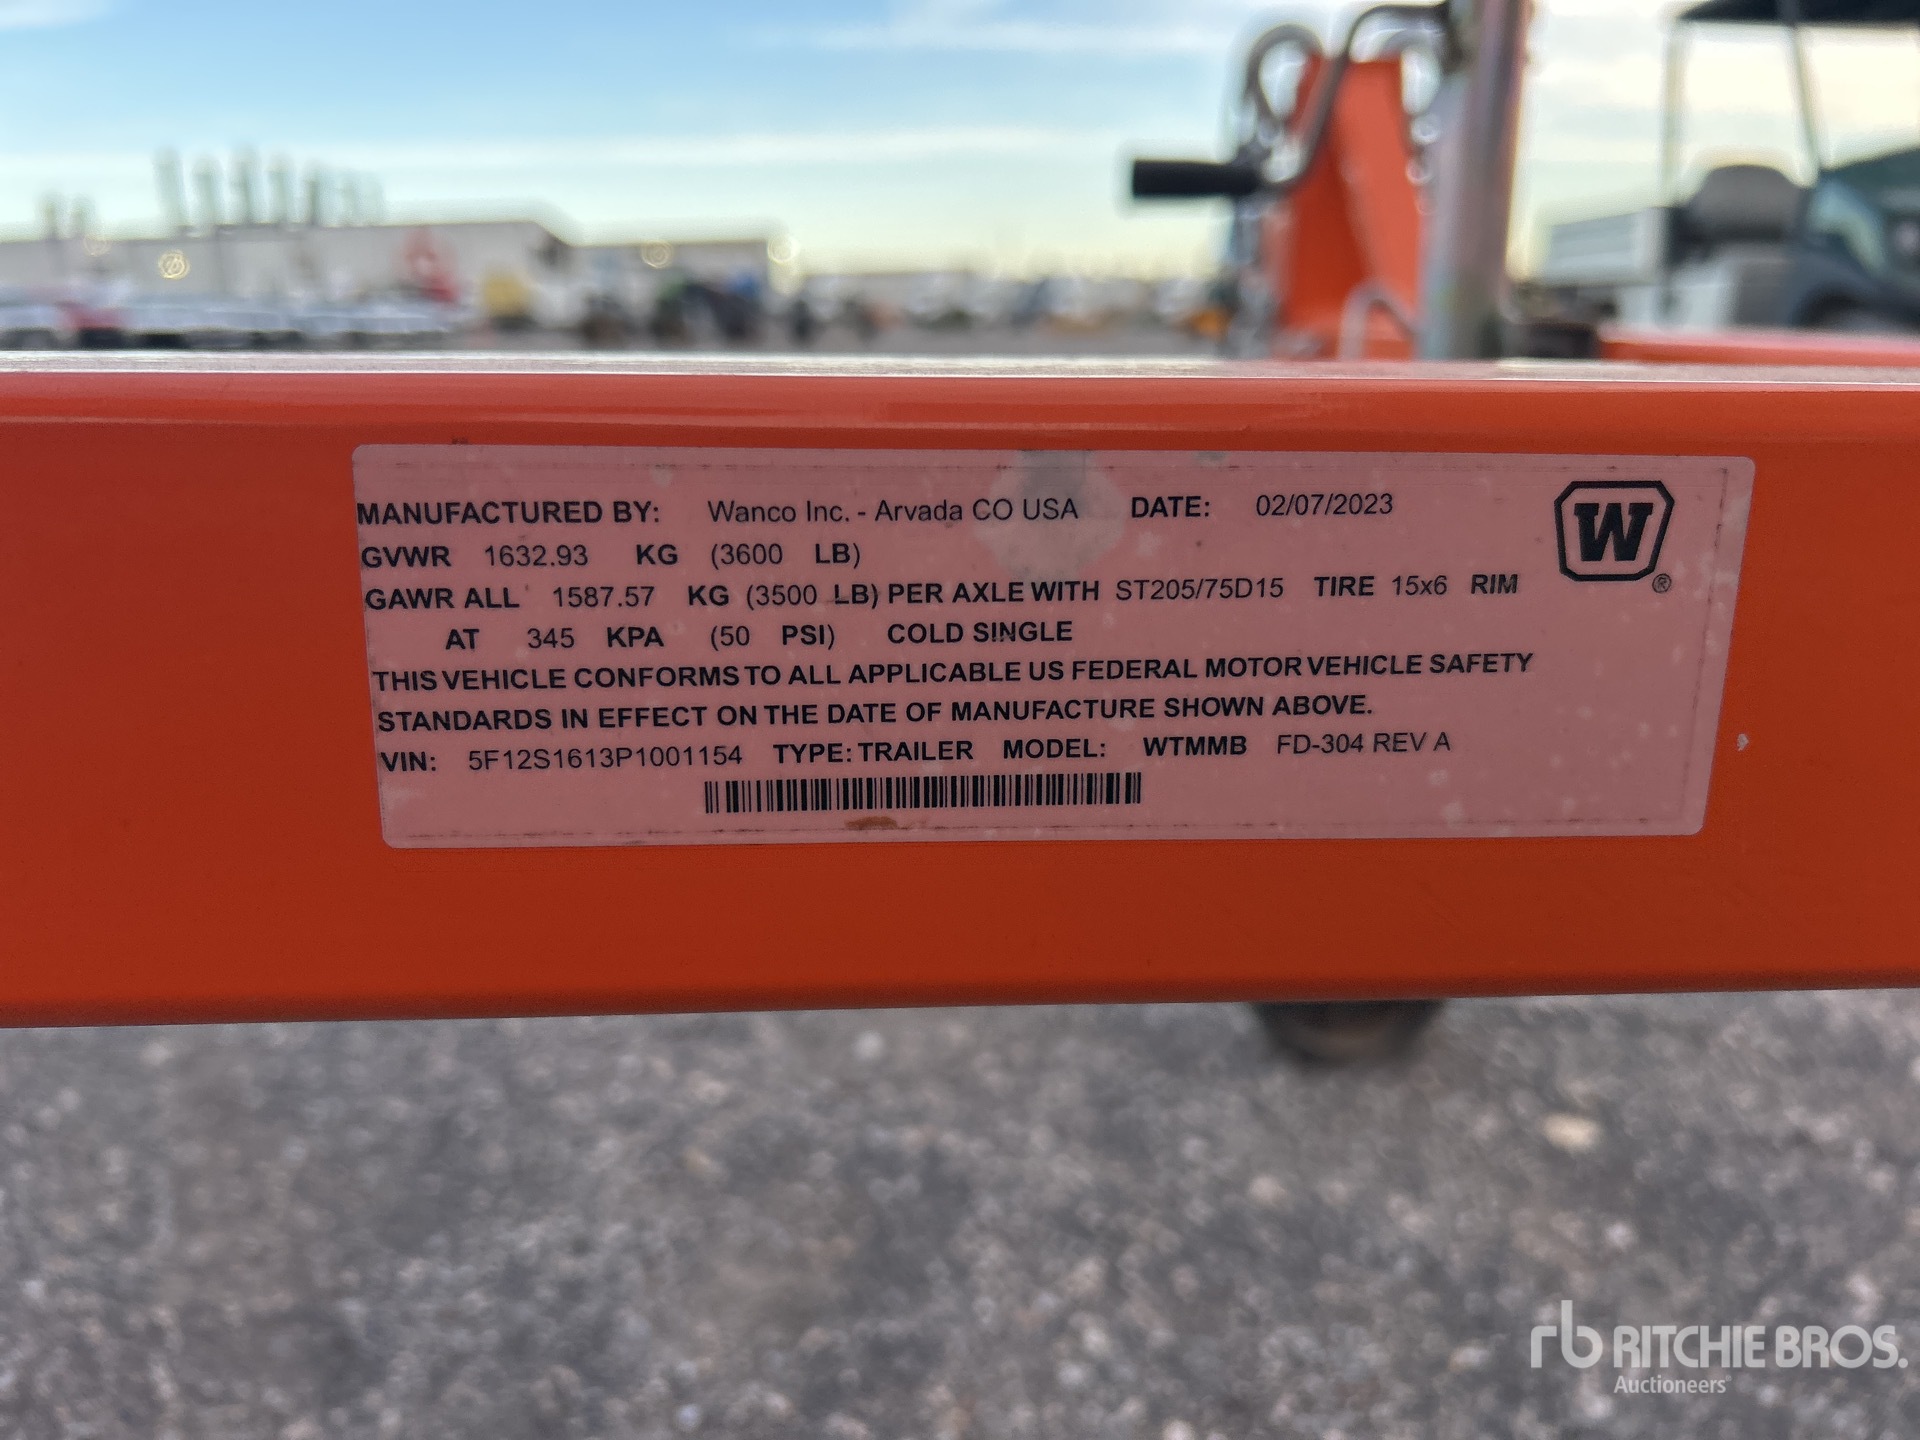 MANUFACTURED BY: Wanco Inc. - Arvada CO USA DATE: 02/07/2023
GVWR 1632.93 KG (3600 LB)
GAWR ALL 1587.57 KG (3500 LB) PER AXLE WITH ST205/75D15 TIRE 15x6 RIM
AT 345 KPA (50 PSI) COLD SINGLE
THIS VEHICLE CONFORMS TO ALL APPLICABLE US FEDERAL MOTOR VEHICLE SAFETY
STANDARDS IN EFFECT ON THE DATE OF MANUFACTURE SHOWN ABOVE.
VIN: 5F12S1613P1001154 TYPE: TRAILER MODEL: WTMMB FD-304 REV A
W
®
rb RITCHIE BROS.
Auctioneers